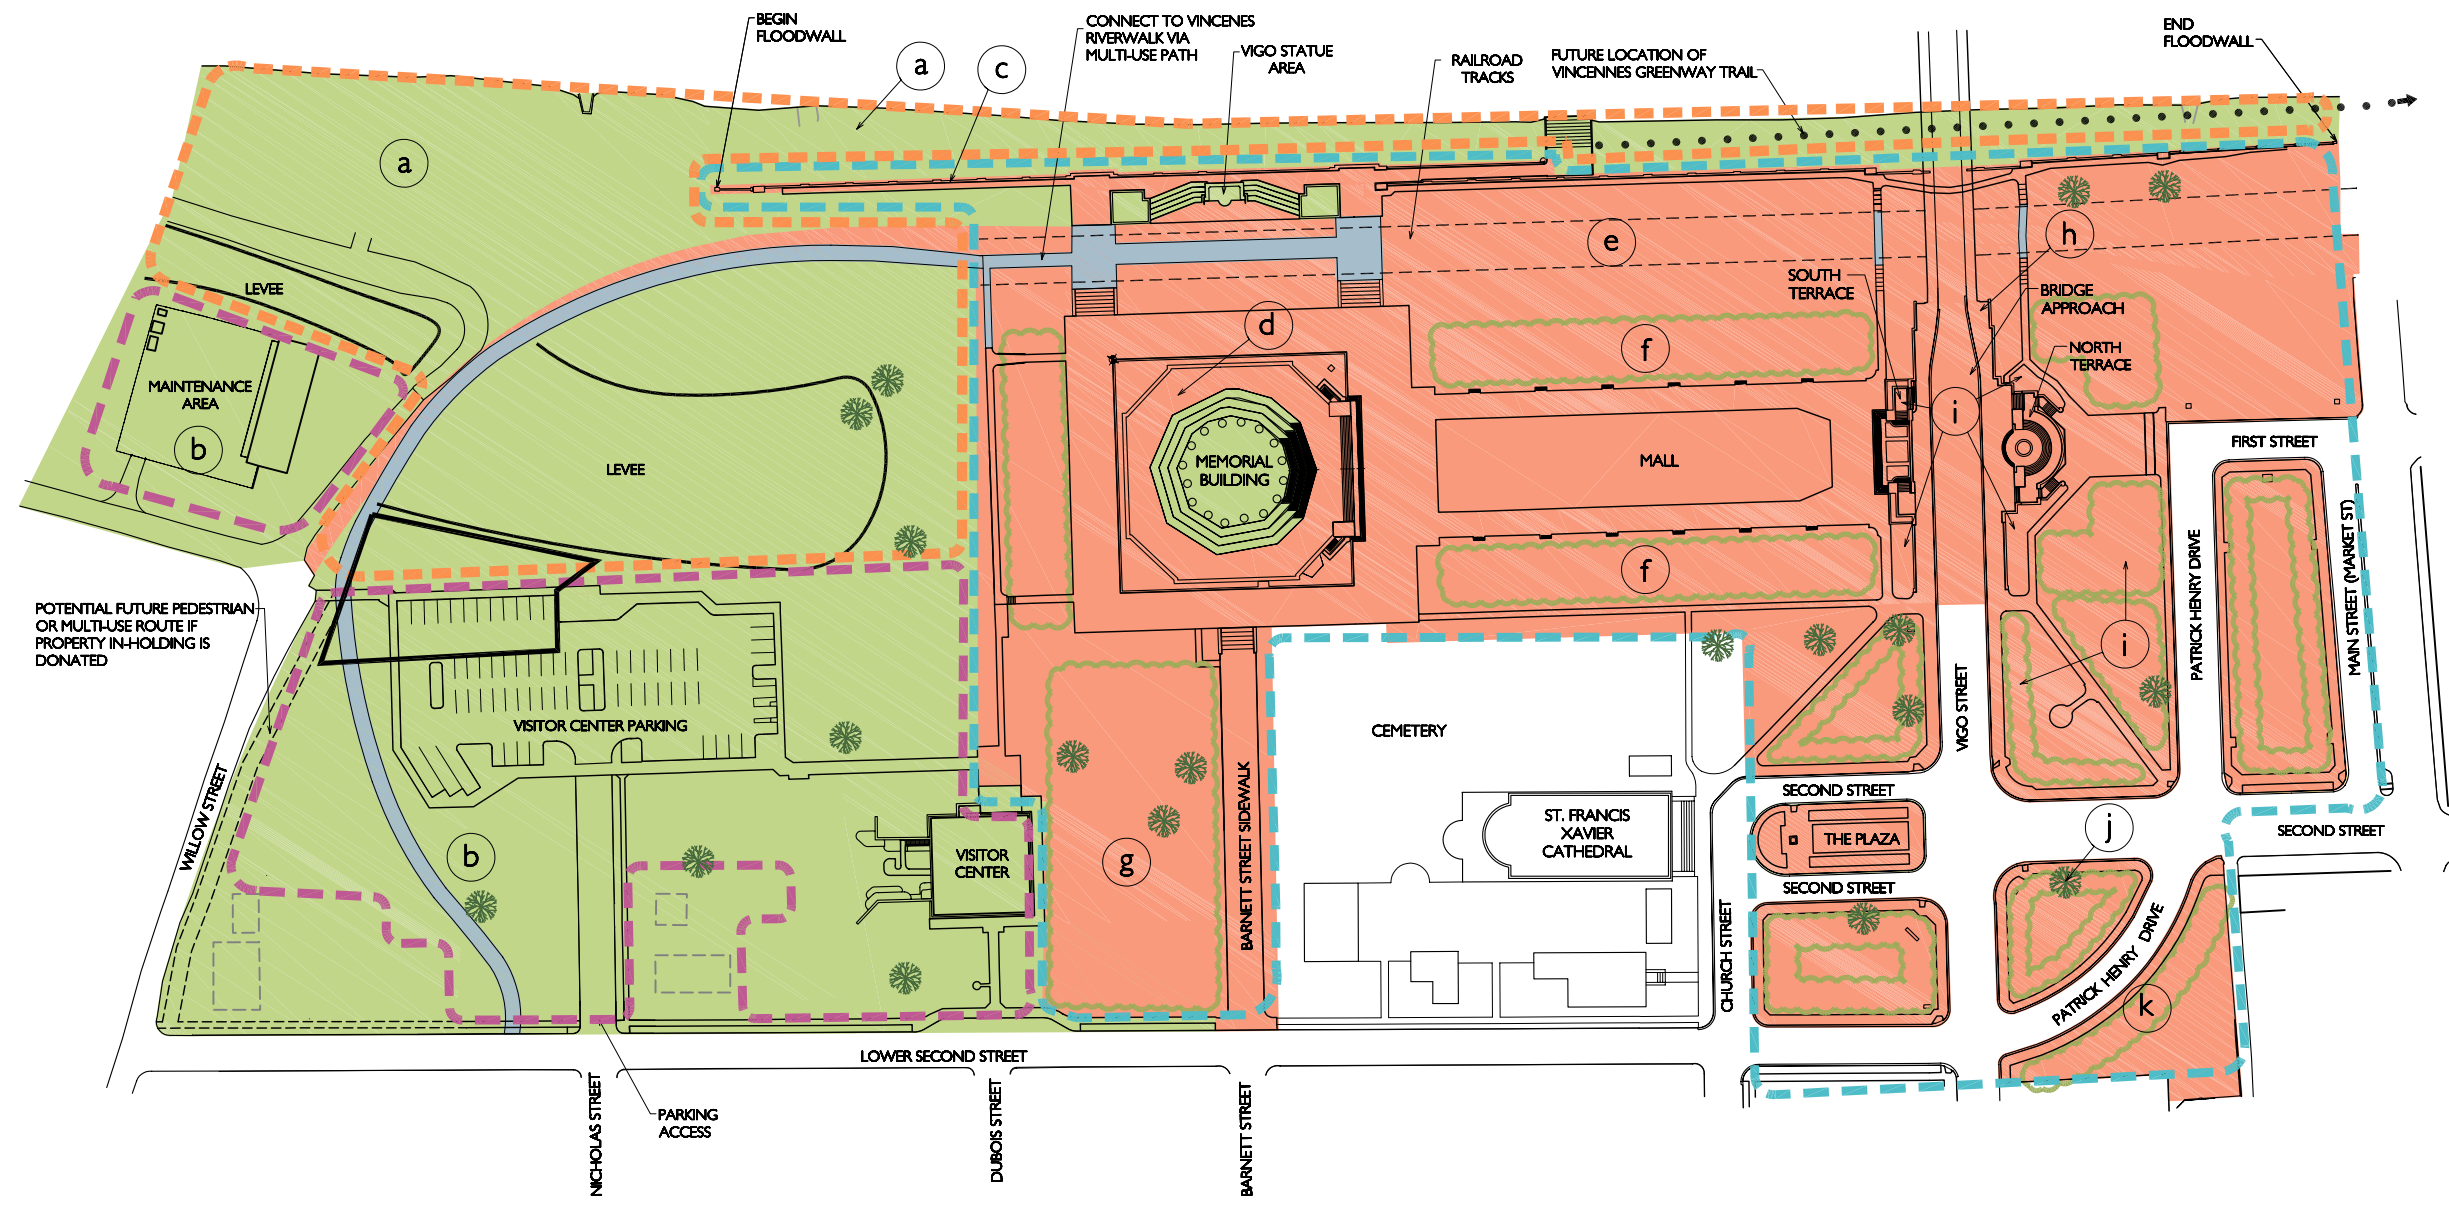 BEGIN
FLOODWALL
CONNECT TO VINCENES
RIVERWALK VIA
MULTI-USE PATH
VIGO STATUE
AREA
RAILROAD
TRACKS
FUTURE LOCATION OF
VINCENNES GREENWAY TRAIL
END
FLOODWALL
a
c
a
e
h
SOUTH
TERRACE
BRIDGE
APPROACH
LEVEE
d
f
NORTH
TERRACE
MAINTENANCE
AREA
b
i
LEVEE
MEMORIAL
BUILDING
MALL
FIRST STREET
f
MAIN STREET (MARKET ST)
PATRICK HENRY DRIVE
POTENTIAL FUTURE PEDESTRIAN
OR MULTI-USE ROUTE IF
PROPERTY IN-HOLDING IS
DONATED
i
VIGO STREET
VISITOR CENTER PARKING
CEMETERY
WILLOW STREET
BARNETT STREET SIDEWALK
SECOND STREET
ST. FRANCIS
XAVIER
CATHEDRAL
THE PLAZA
j
SECOND STREET
b
VISITOR
CENTER
g
SECOND STREET
CHURCH STREET
PATRICK HENRY DRIVE
k
LOWER SECOND STREET
NICHOLAS STREET
PARKING
ACCESS
DUBOIS STREET
BARNETT STREET